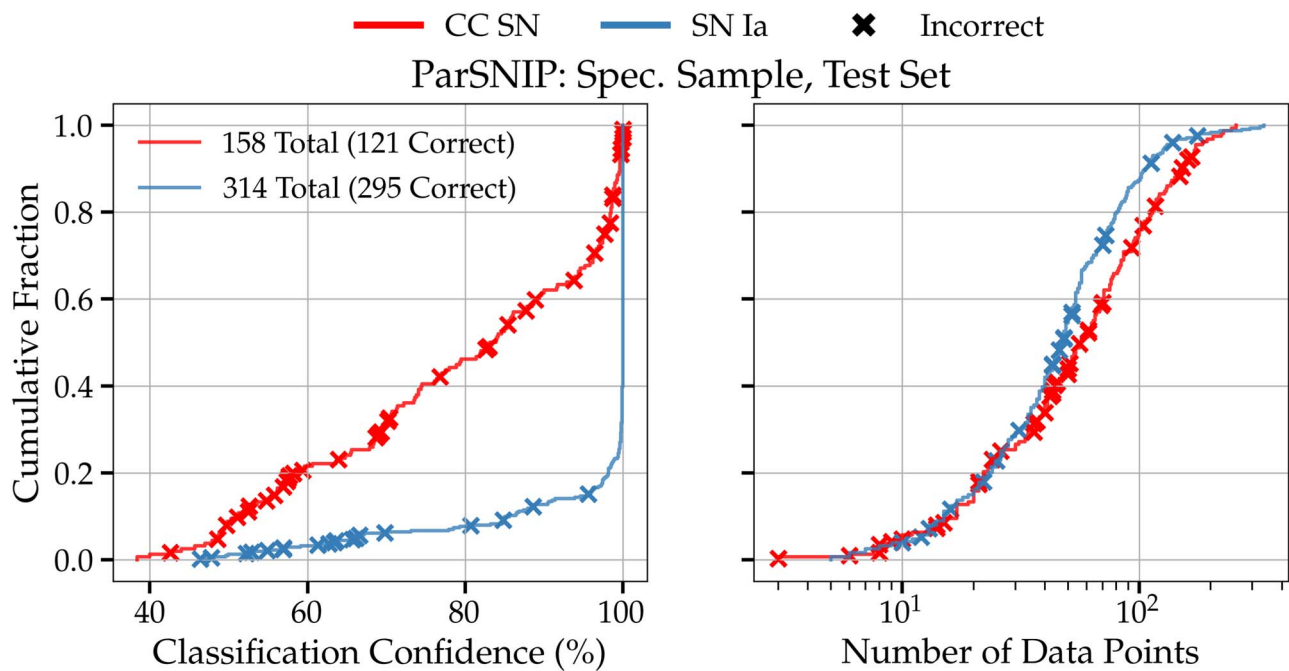 CC SN SN Ia Incorrect
ParSNIP: Spec. Sample, Test Set
158 Total (121 Correct)
314 Total (295 Correct)
Cumulative Fraction
1.0
0.8
0.6
0.4
0.2
0.0
40 60 80 100
Classification Confidence (%)
10¹ 10²
Number of Data Points